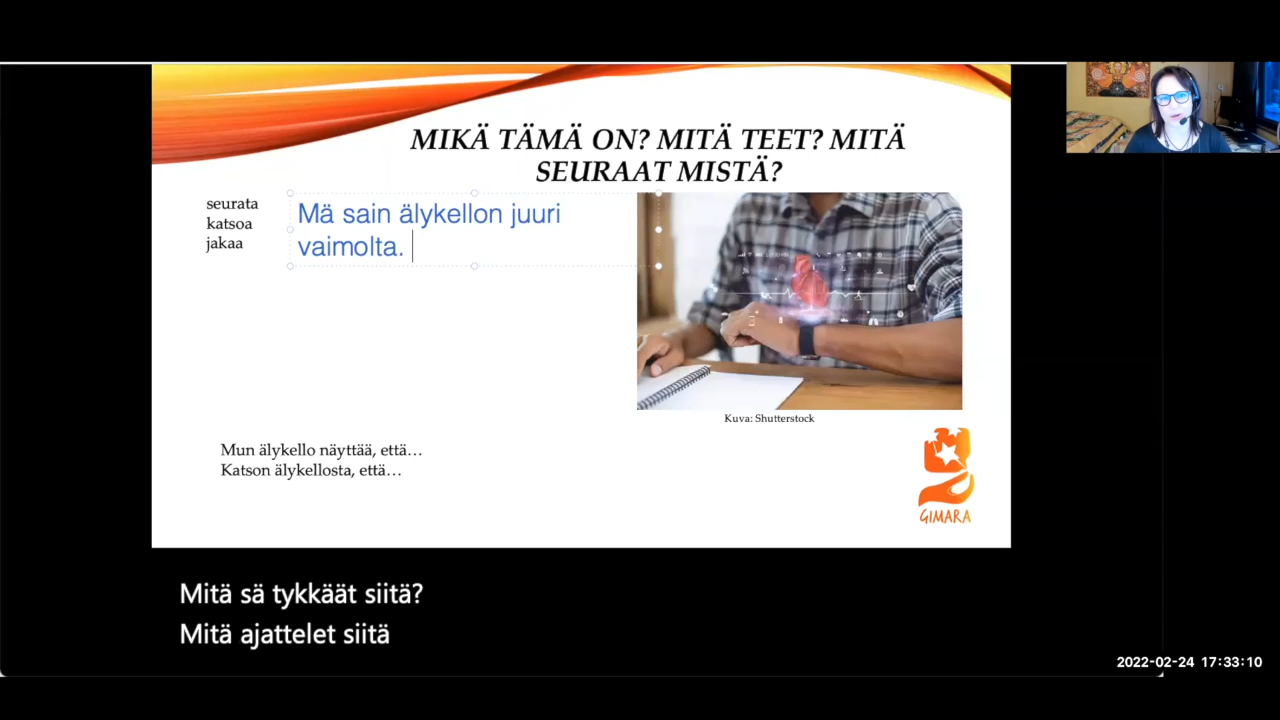 MIKÄ TÄMÄ ON? MITÄ TEET? MITÄ
SEURAAT MISTÄ?
seurata
katsoa
jakaa
Mä sain älykellon juuri
vaimolta.
Kuva: Shutterstock
Mun älykello näyttää, että…
Katson älykellosta, että…
GIMARA
Mitä sä tykkäät siitä?
Mitä ajattelet siitä
2022-02-24 17:33:10